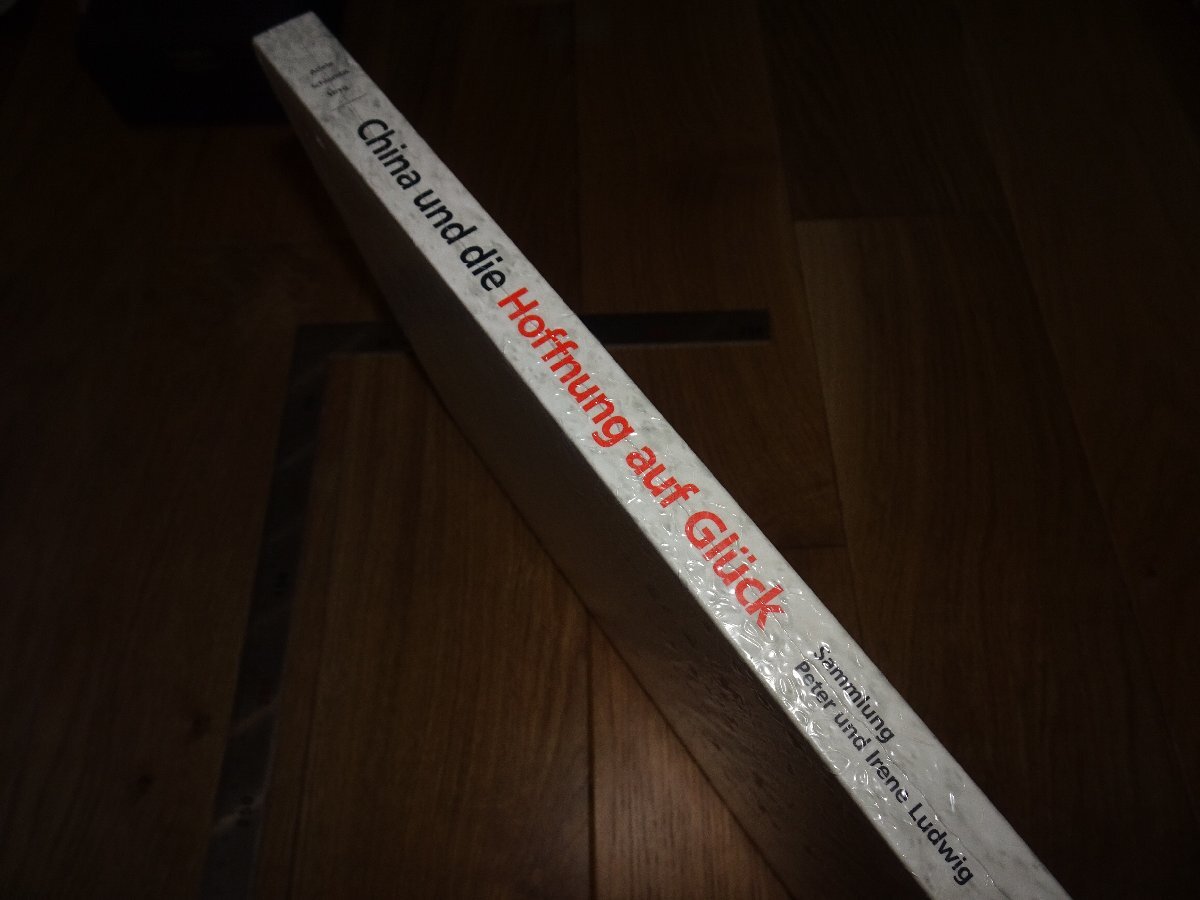 China und die Hoffnung auf Glück
Sammlung
Peter und Irene Ludwig